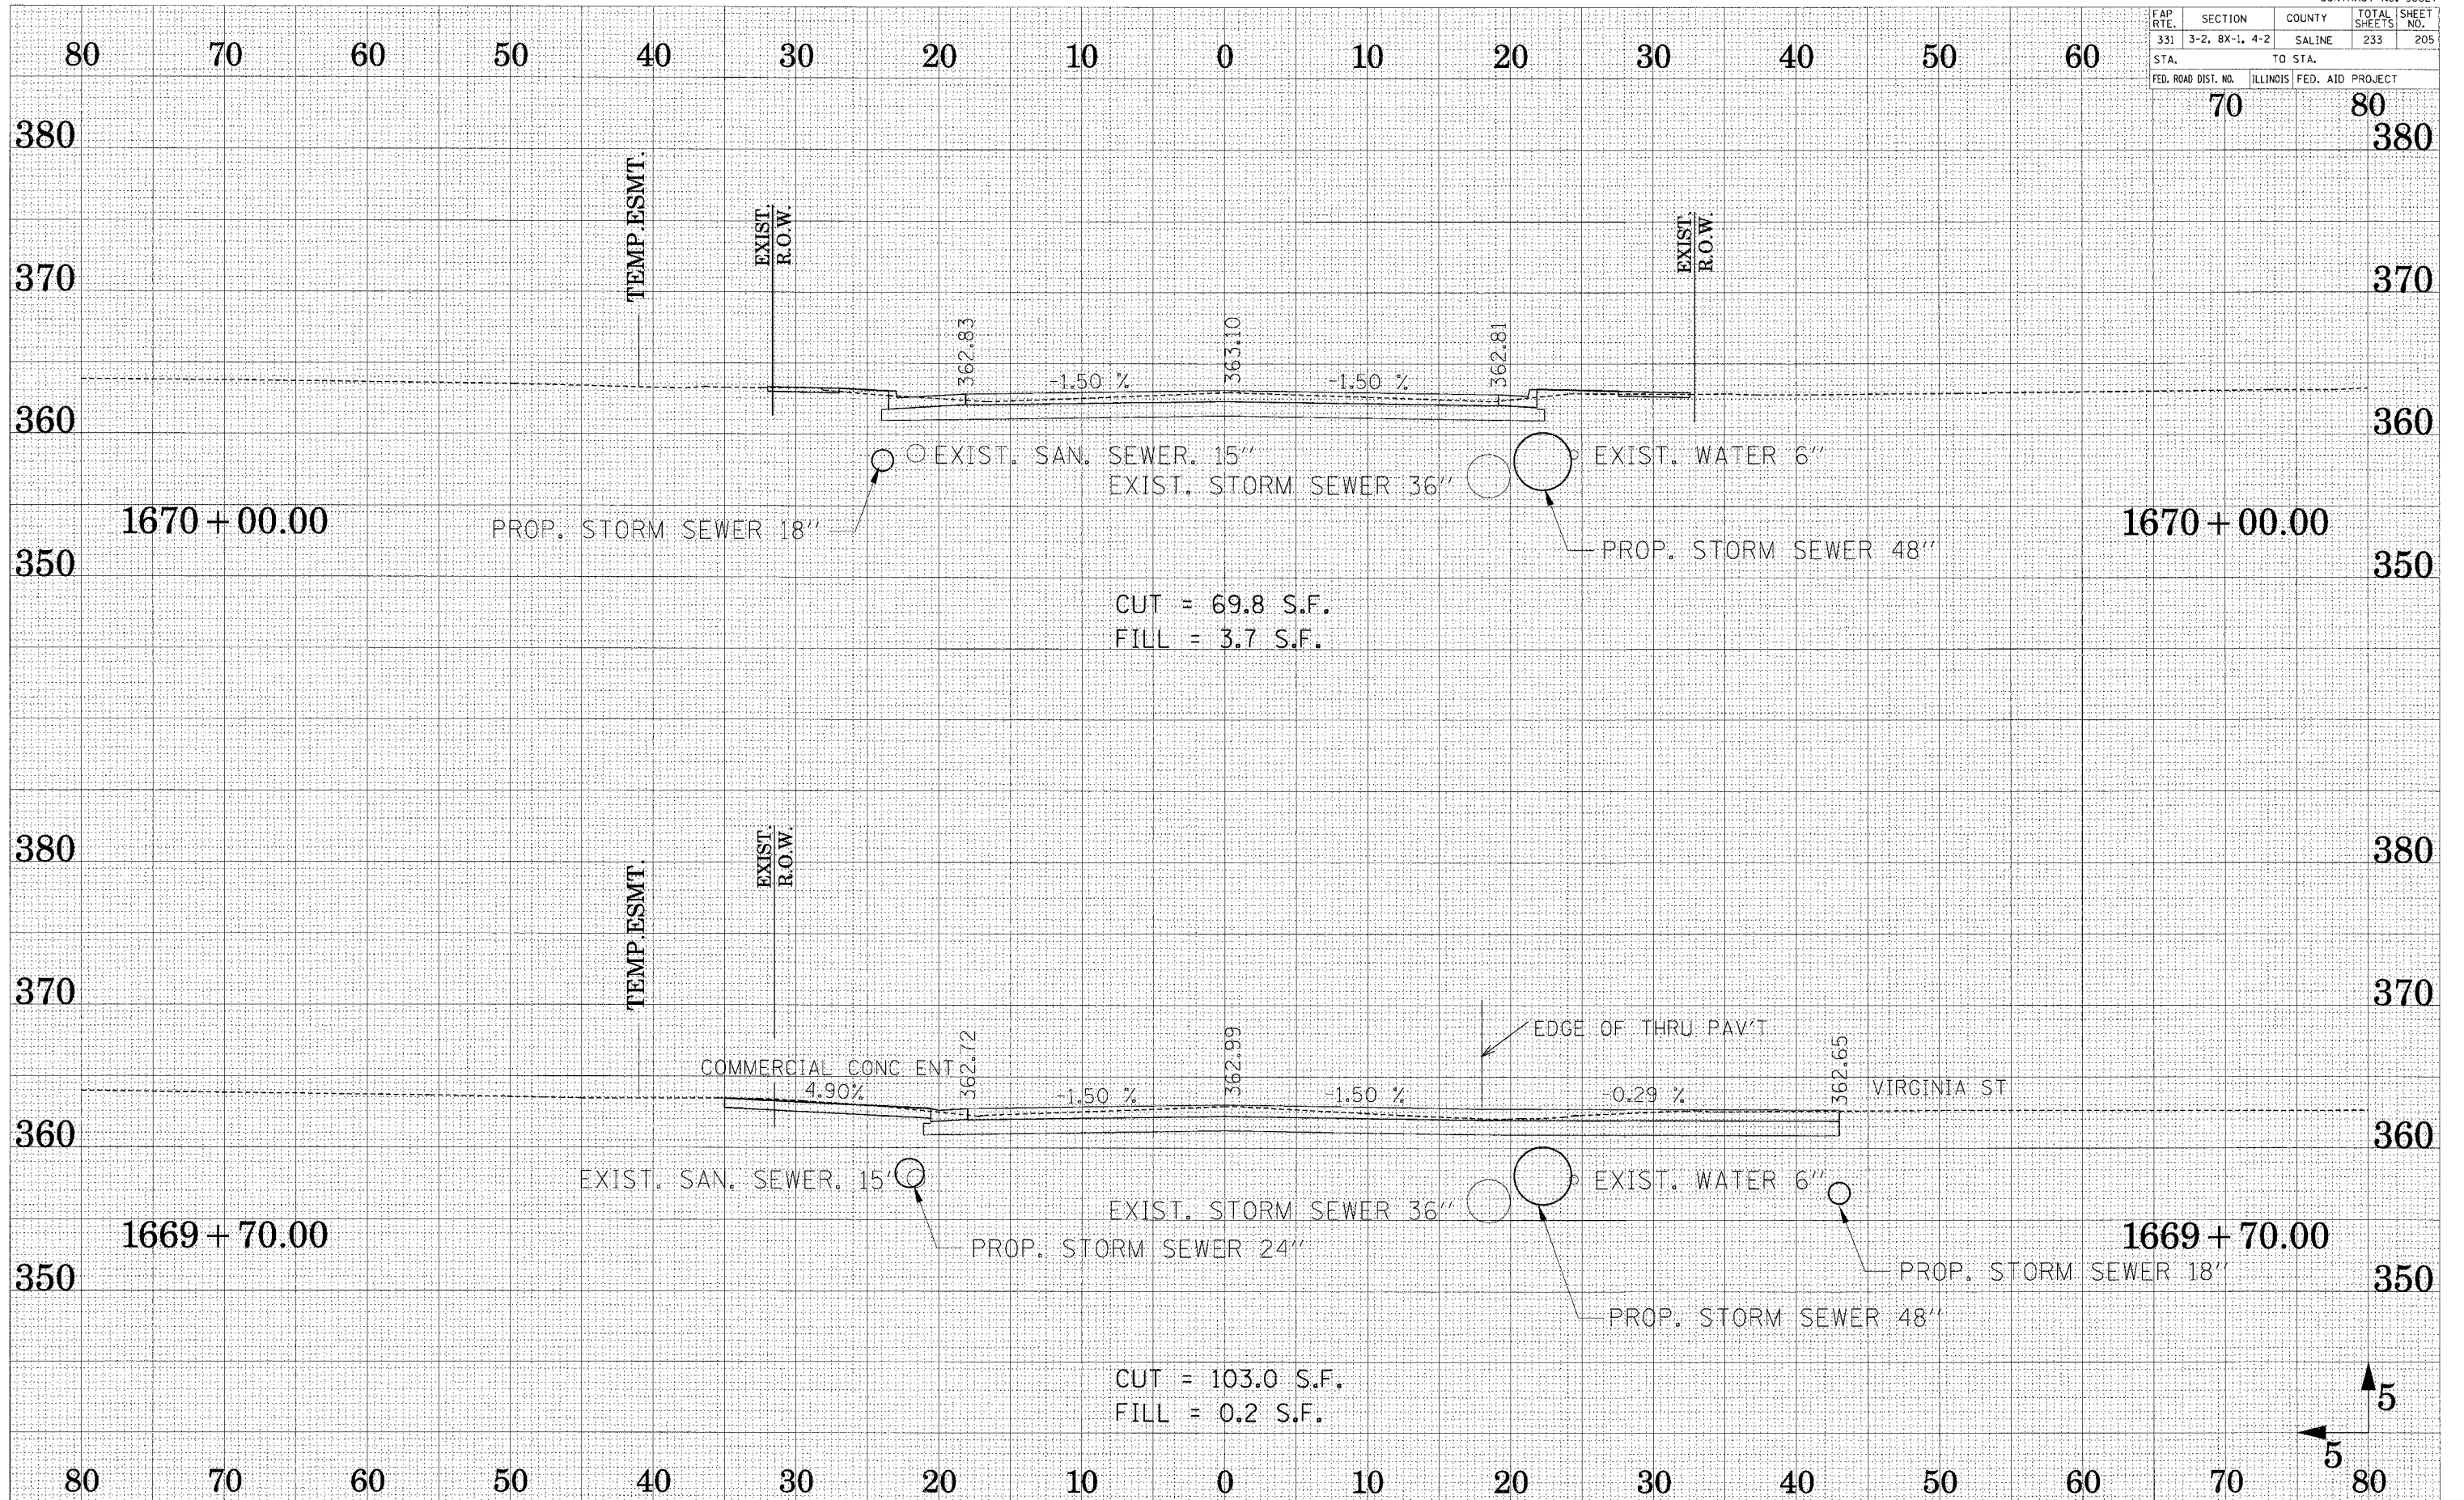 FAP RTE. SECTION COUNTY TOTAL SHEETS SHEET NO.
331 3-2, 8X-1, 4-2 SALINE 233 205
STA. TO STA.
FED. ROAD DIST. NO. ILLINOIS FED. AID PROJECT
80 70 60 50 40 30 20 10 0 10 20 30 40 50 60 70 80
380 380
370 370
360 360
350 350
TEMP.ESMT.
EXIST. R.O.W.
EXIST. R.O.W.
362.83
363.10
362.81
-1.50 %
-1.50 %
EXIST. SAN. SEWER. 15"
EXIST. STORM SEWER 36"
EXIST. WATER 6"
1670+00.00
PROP. STORM SEWER 18"
PROP. STORM SEWER 48"
1670+00.00
CUT = 69.8 S.F.
FILL = 3.7 S.F.
380 380
370 370
360 360
350 350
TEMP.ESMT.
EXIST. R.O.W.
EDGE OF THRU PAV'T
COMMERCIAL CONC ENT
4.90%
362.72
-1.50 %
362.99
-1.50 %
-0.29 %
362.65
VIRGINIA ST
EXIST. SAN. SEWER. 15"
EXIST. STORM SEWER 36"
EXIST. WATER 6"
1669+70.00
PROP. STORM SEWER 24"
1669+70.00
PROP. STORM SEWER 18"
PROP. STORM SEWER 48"
CUT = 103.0 S.F.
FILL = 0.2 S.F.
5
5
80 70 60 50 40 30 20 10 0 10 20 30 40 50 60 70 80